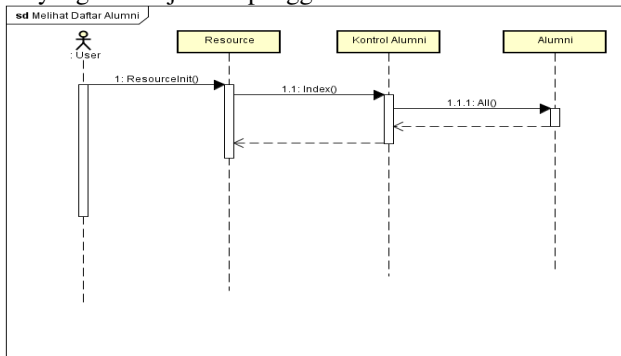 sd Melihat Daftar Alumni
: User
Resource
Kontrol Alumni
Alumni
1: ResourceInit()
1.1: Index()
1.1.1: All()